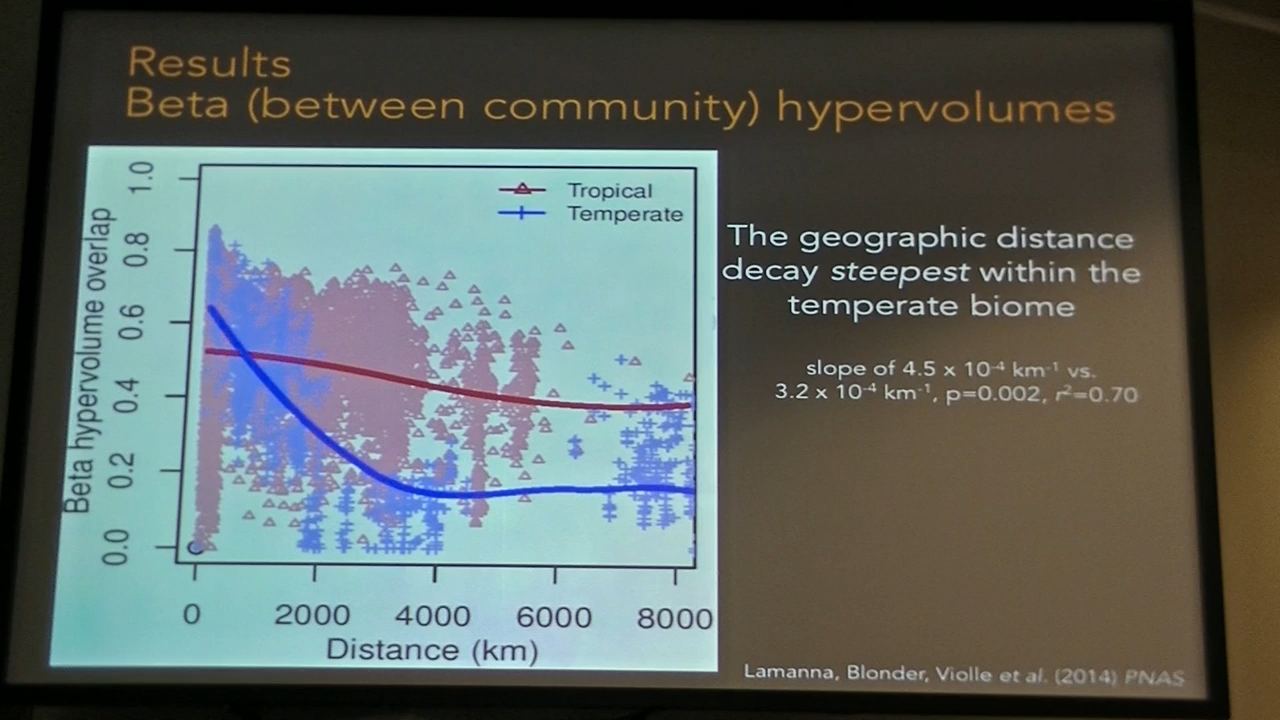 Results
Beta (between community) hypervolumes
Beta hypervolume overlap
1.0
0.8
0.6
0.4
0.2
0.0
Tropical
Temperate
0 2000 4000 6000 8000
Distance (km)
The geographic distance
decay steepest within the
temperate biome
slope of 4.5 x 10⁻⁴ km⁻¹ vs.
3.2 x 10⁻⁴ km⁻¹, p=0.002, r²=0.70
Lamanna, Blonder, Violle et al. (2014) PNAS